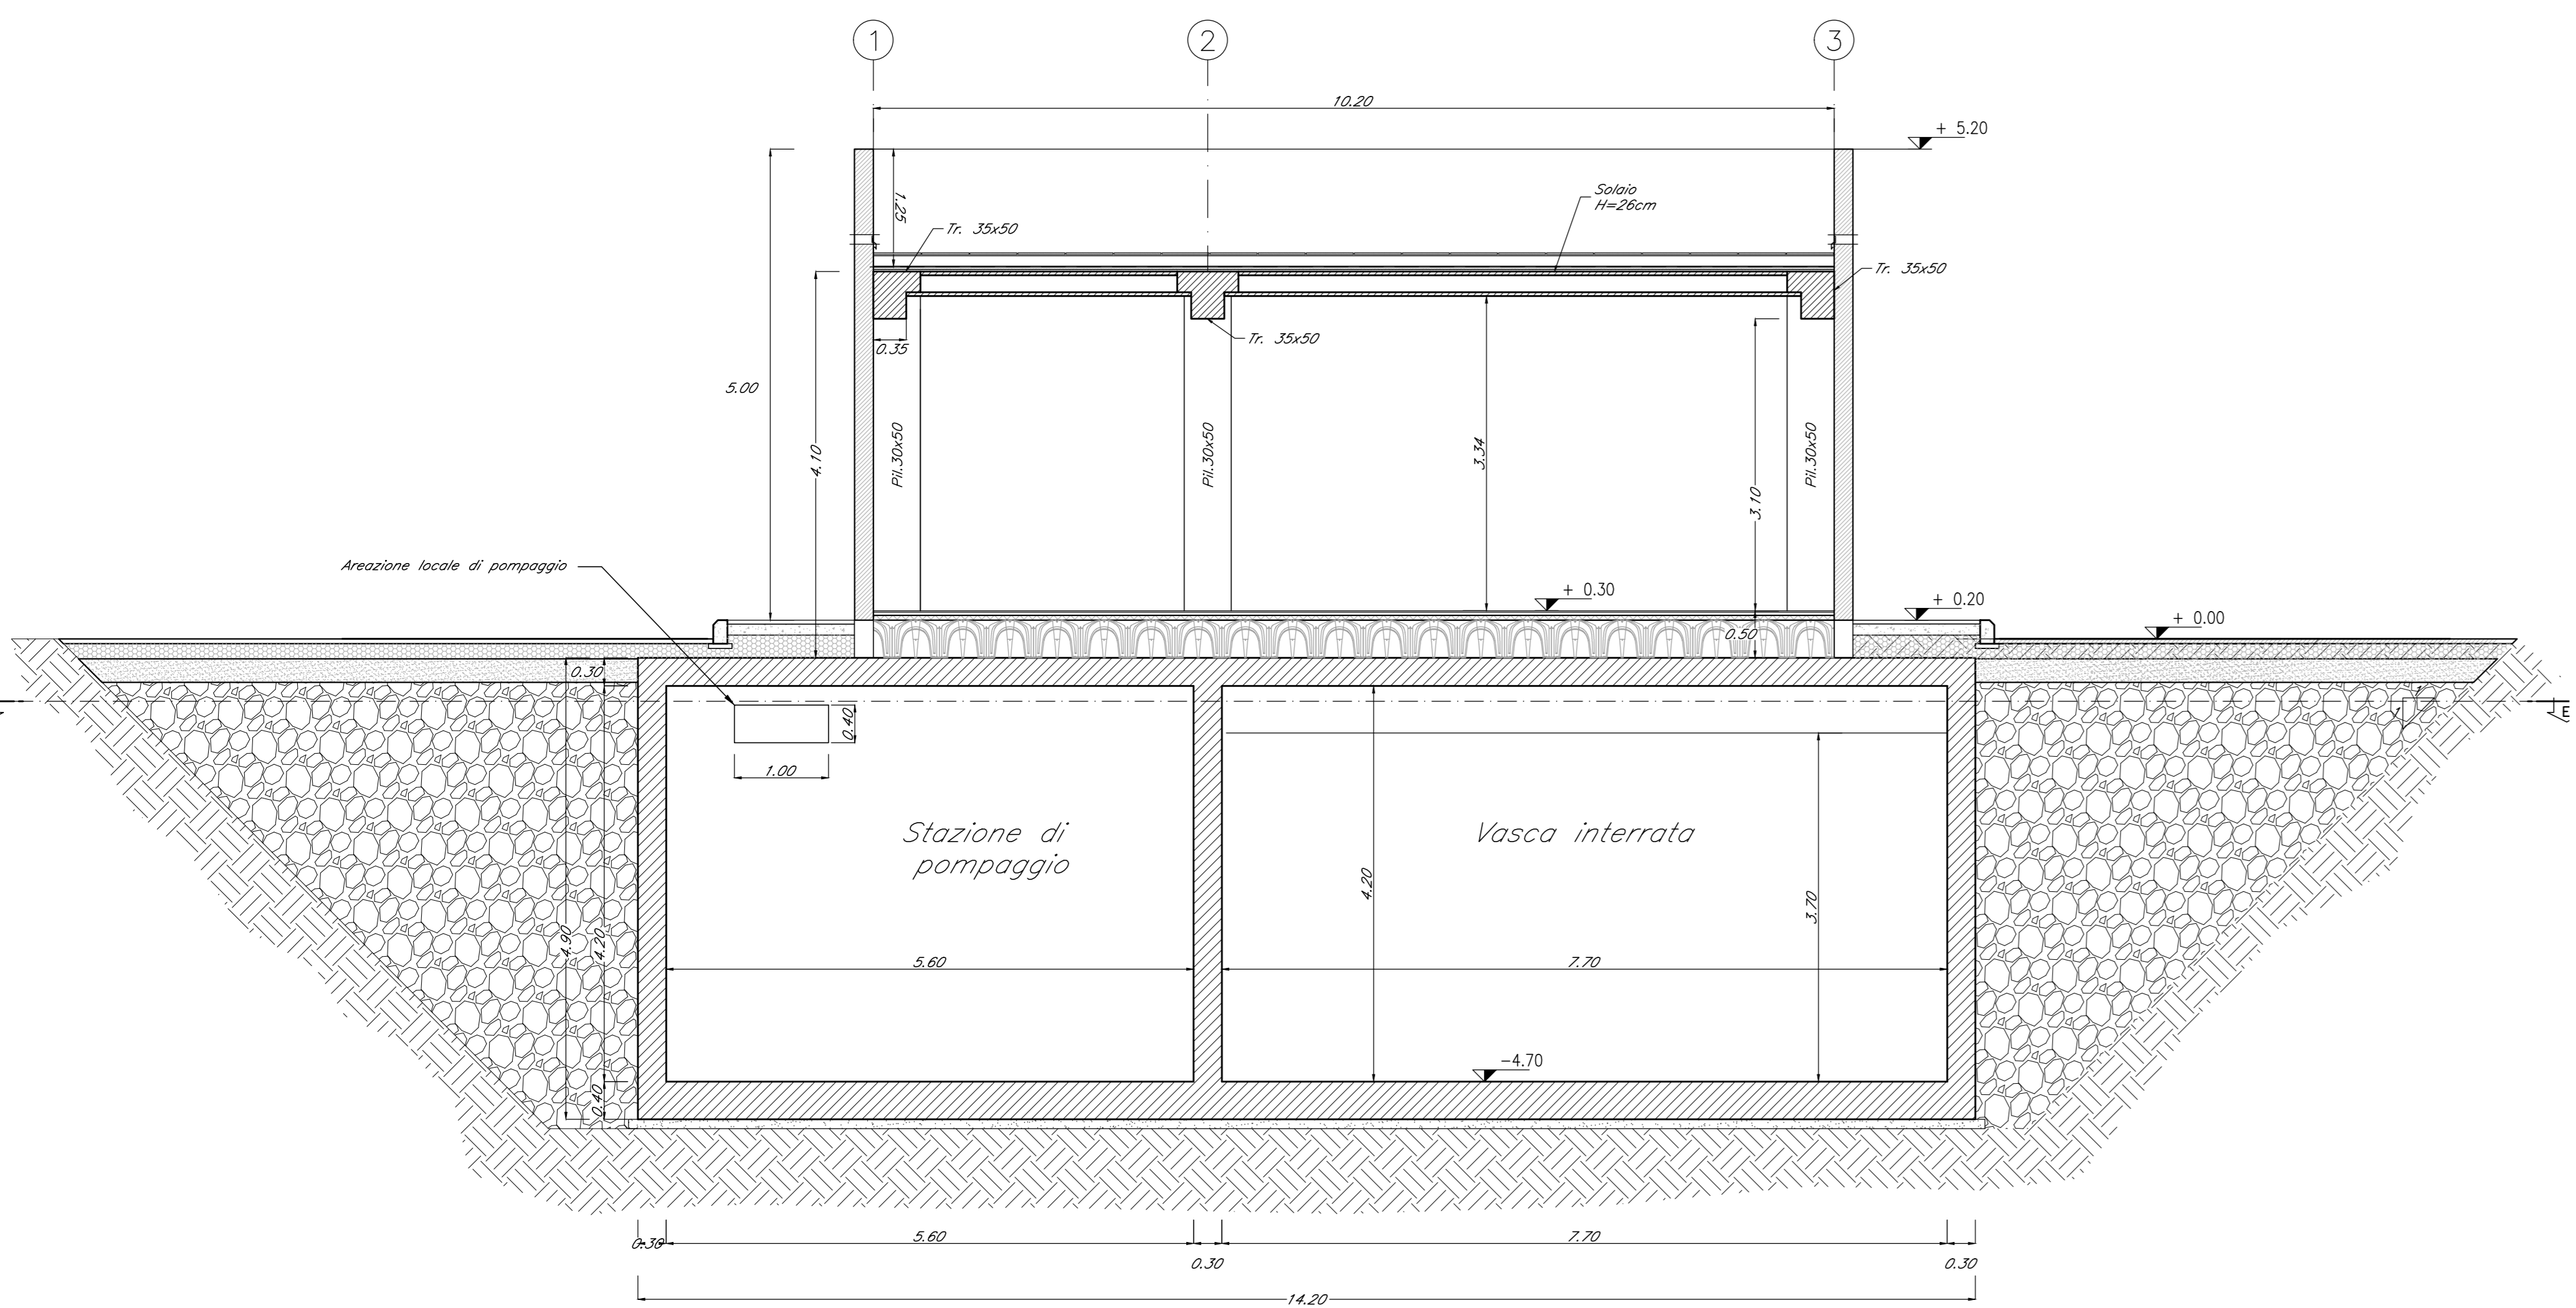 1
2
3
10.20
+ 5.20
1.25
Solaio
H=26cm
Tr. 35x50
Tr. 35x50
Tr. 35x50
0.35
5.00
4.10
Pil.30x50
Pil.30x50
3.34
Pil.30x50
3.10
Areazione locale di pompaggio
+ 0.30
+ 0.20
+ 0.00
0.50
0.30
0.40
1.00
1
1
E
Stazione di
pompaggio
Vasca interrata
4.20
3.70
4.90
4.20
5.60
7.70
-4.70
0.40
0.30
5.60
0.30
7.70
0.30
14.20